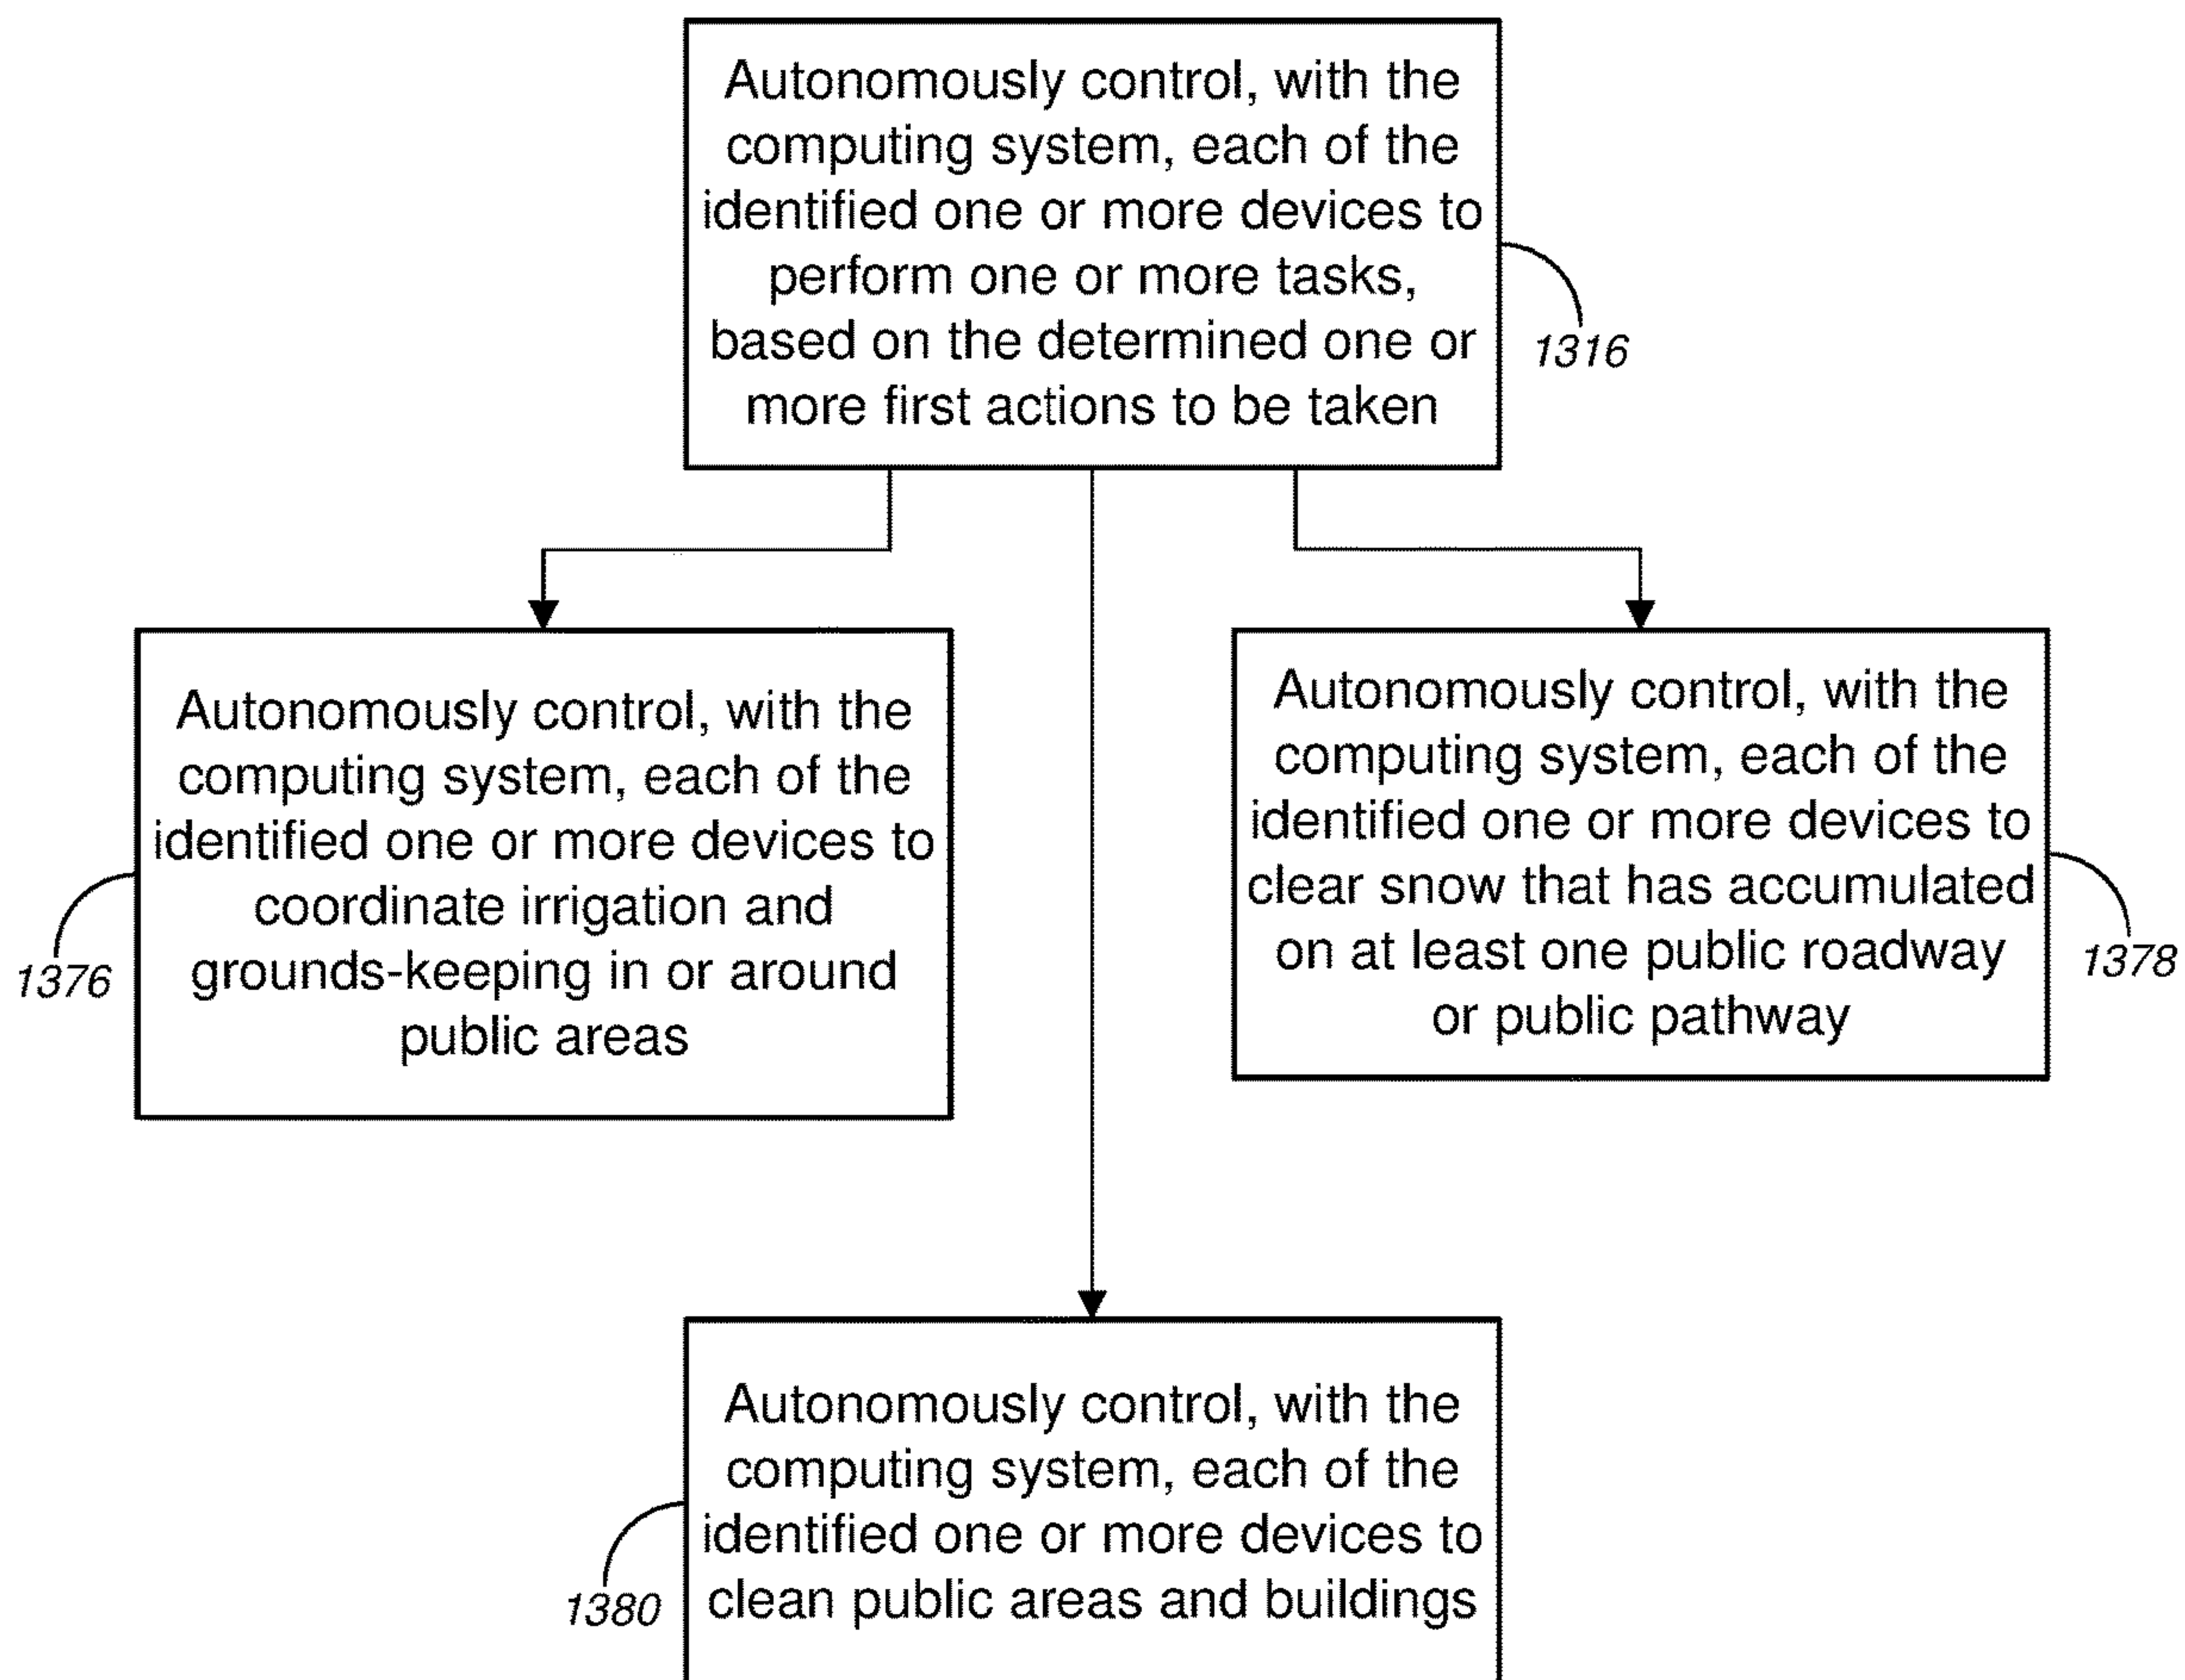 Autonomously control, with the
computing system, each of the
identified one or more devices to
perform one or more tasks,
based on the determined one or
more first actions to be taken
1316
Autonomously control, with the
computing system, each of the
identified one or more devices to
coordinate irrigation and
grounds-keeping in or around
public areas
1376
Autonomously control, with the
computing system, each of the
identified one or more devices to
clear snow that has accumulated
on at least one public roadway
or public pathway
1378
Autonomously control, with the
computing system, each of the
identified one or more devices to
clean public areas and buildings
1380